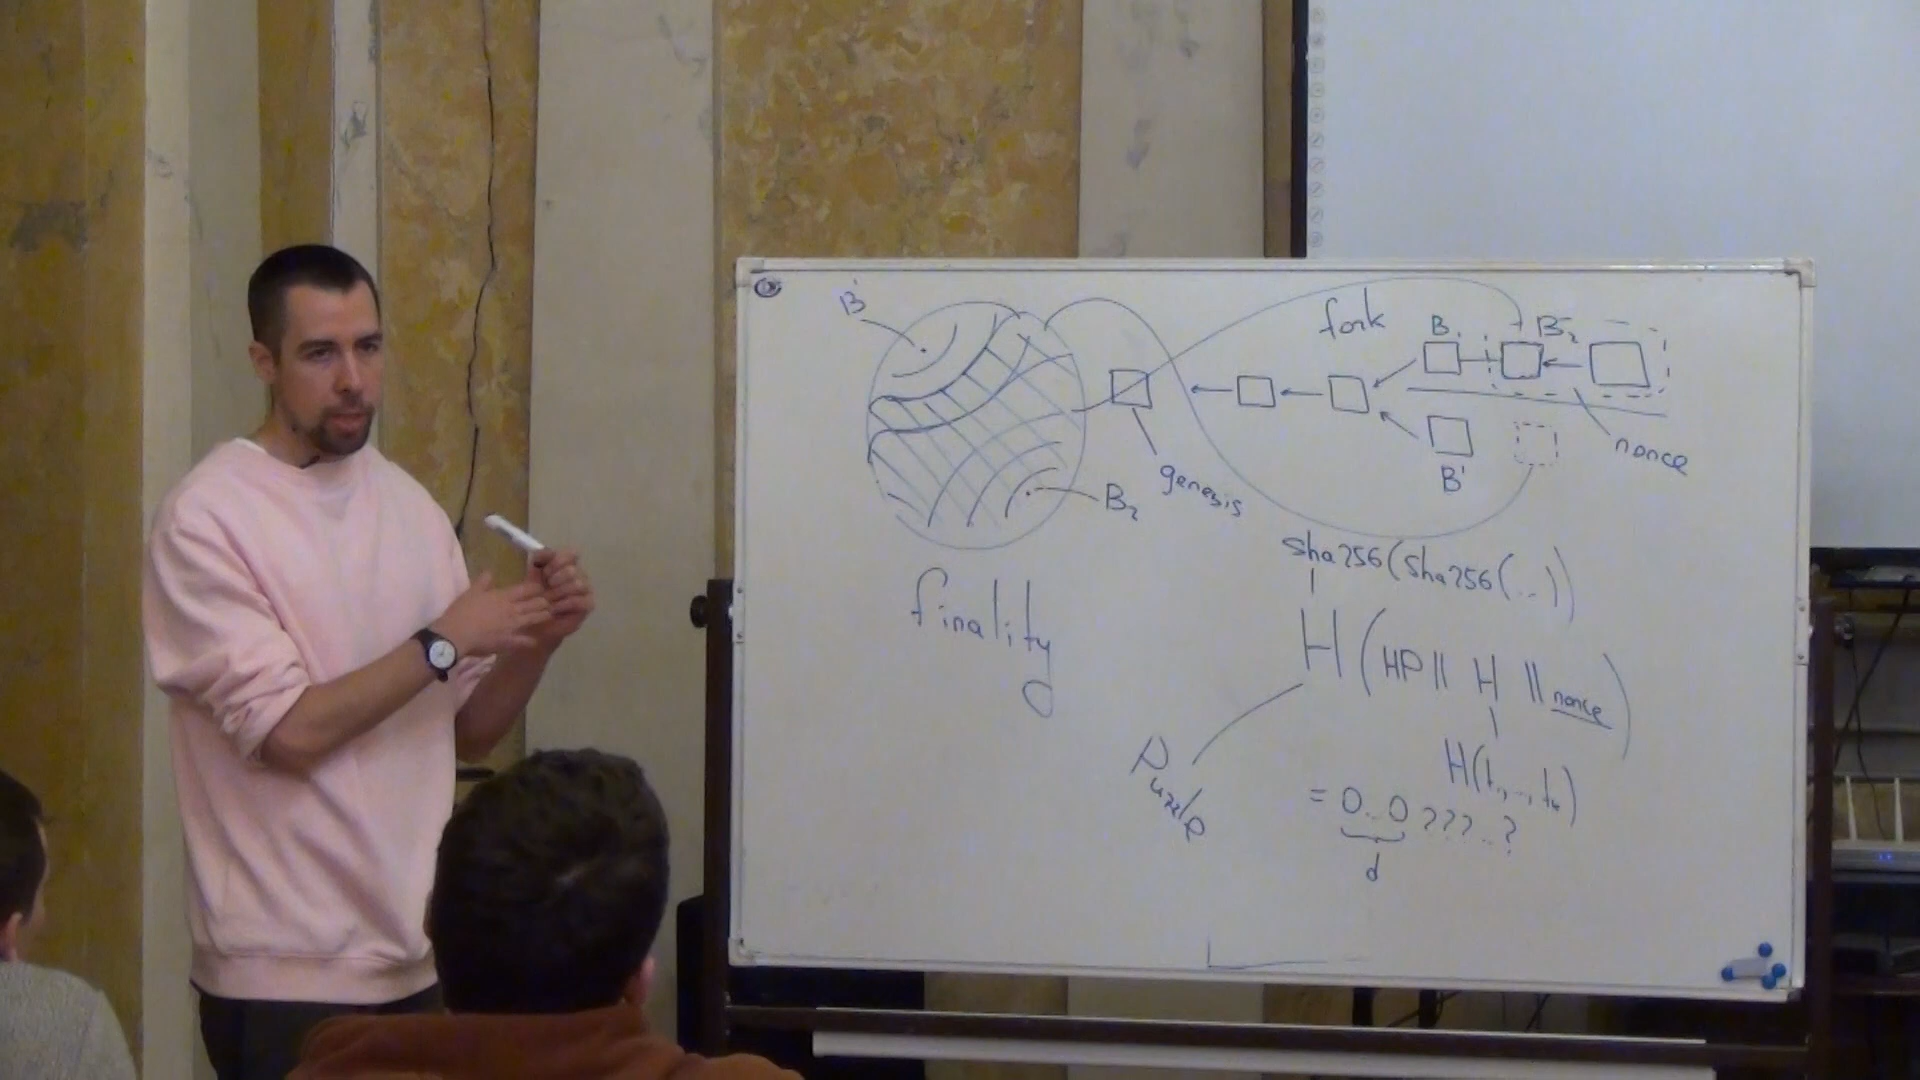 B'
fork
B₁
B₂
nonce
genesis
B'
B₂
finality
Sha256(Sha256(...))
H(HP || H || nonce)
H(t₁,..,tₖ)
Puzzle
= 0..0???..?
d